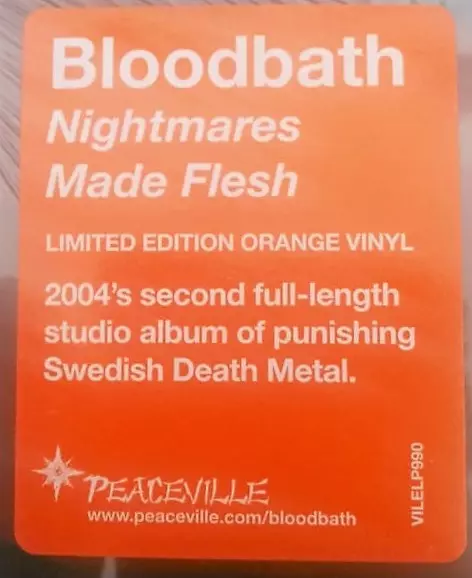 Bloodbath
Nightmares
Made Flesh
LIMITED EDITION ORANGE VINYL
2004's second full-length
studio album of punishing
Swedish Death Metal.
PEACEVILLE
www.peaceville.com/bloodbath
VILELP990